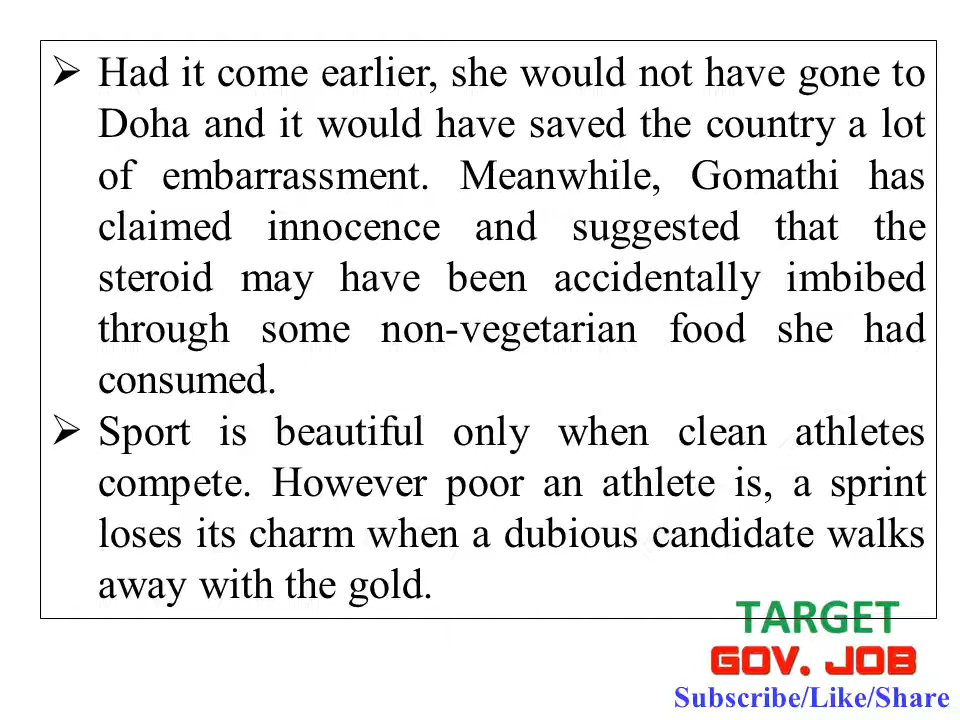 ➢ Had it come earlier, she would not have gone to
Doha and it would have saved the country a lot
of embarrassment. Meanwhile, Gomathi has
claimed innocence and suggested that the
steroid may have been accidentally imbibed
through some non-vegetarian food she had
consumed.
➢ Sport is beautiful only when clean athletes
compete. However poor an athlete is, a sprint
loses its charm when a dubious candidate walks
away with the gold.
TARGET
GOV. JOB
Subscribe/Like/Share